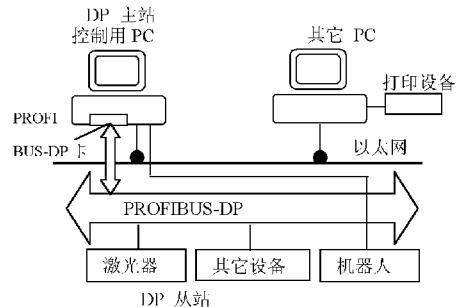 DP 主站
控制用 PC
其它 PC
打印设备
PROFI
BUS-DP 卡
以太网
PROFIBUS-DP
激光器
其它设备
机器人
DP 从站